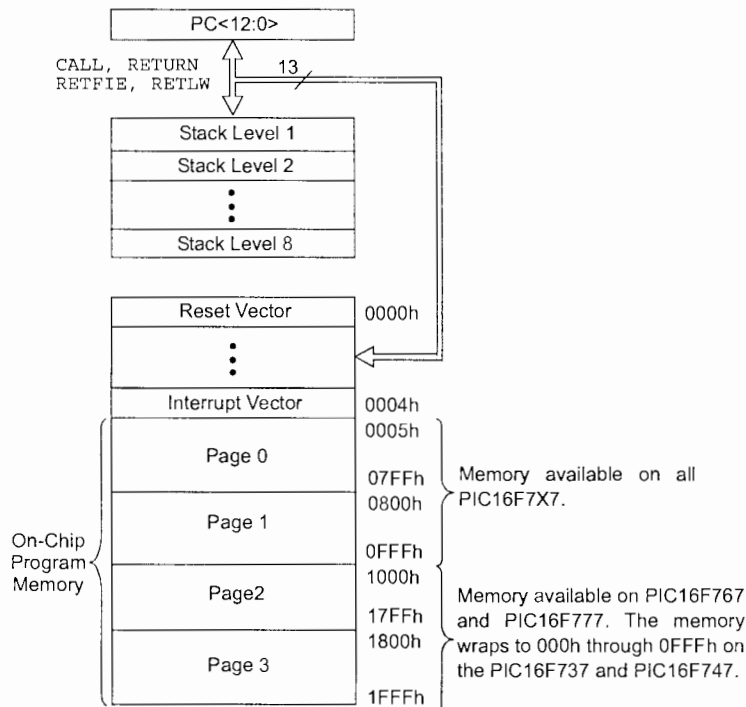 PC<12:0>
CALL, RETURN
RETFIE, RETLW
13
Stack Level 1
Stack Level 2
Stack Level 8
Reset Vector
0000h
Interrupt Vector
0004h
0005h
Page 0
07FFh
0800h
Page 1
0FFFh
1000h
Page2
17FFh
1800h
Page 3
1FFFh
On-Chip
Program
Memory
Memory available on all
PIC16F7X7.
Memory available on PIC16F767
and PIC16F777. The memory
wraps to 000h through 0FFFh on
the PIC16F737 and PIC16F747.